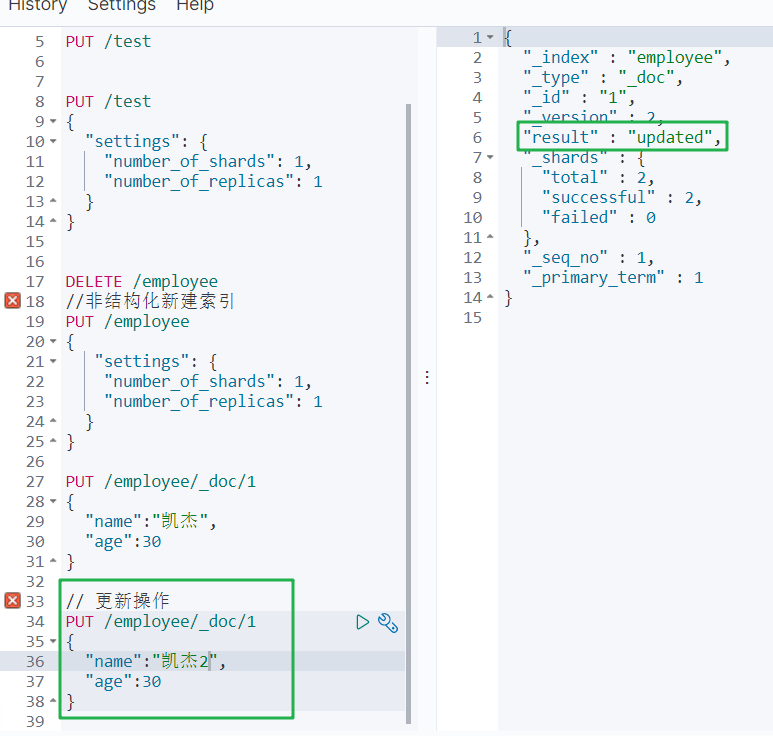 History Settings Help
5 PUT /test
6
7
8 PUT /test
9 {
10 "settings": {
11 "number_of_shards": 1,
12 "number_of_replicas": 1
13 }
14 }
15
16
17 DELETE /employee
18 //非结构化新建索引
19 PUT /employee
20 {
21 "settings": {
22 "number_of_shards": 1,
23 "number_of_replicas": 1
24 }
25 }
26
27 PUT /employee/_doc/1
28 {
29 "name":"凯杰",
30 "age":30
31 }
32
33 // 更新操作
34 PUT /employee/_doc/1
35 {
36 "name":"凯杰2",
37 "age":30
38 }
39
1 {
2 "_index" : "employee",
3 "_type" : "_doc",
4 "_id" : "1",
5 "_version" : 2,
6 "result" : "updated",
7 "_shards" : {
8 "total" : 2,
9 "successful" : 2,
10 "failed" : 0
11 },
12 "_seq_no" : 1,
13 "_primary_term" : 1
14 }
15